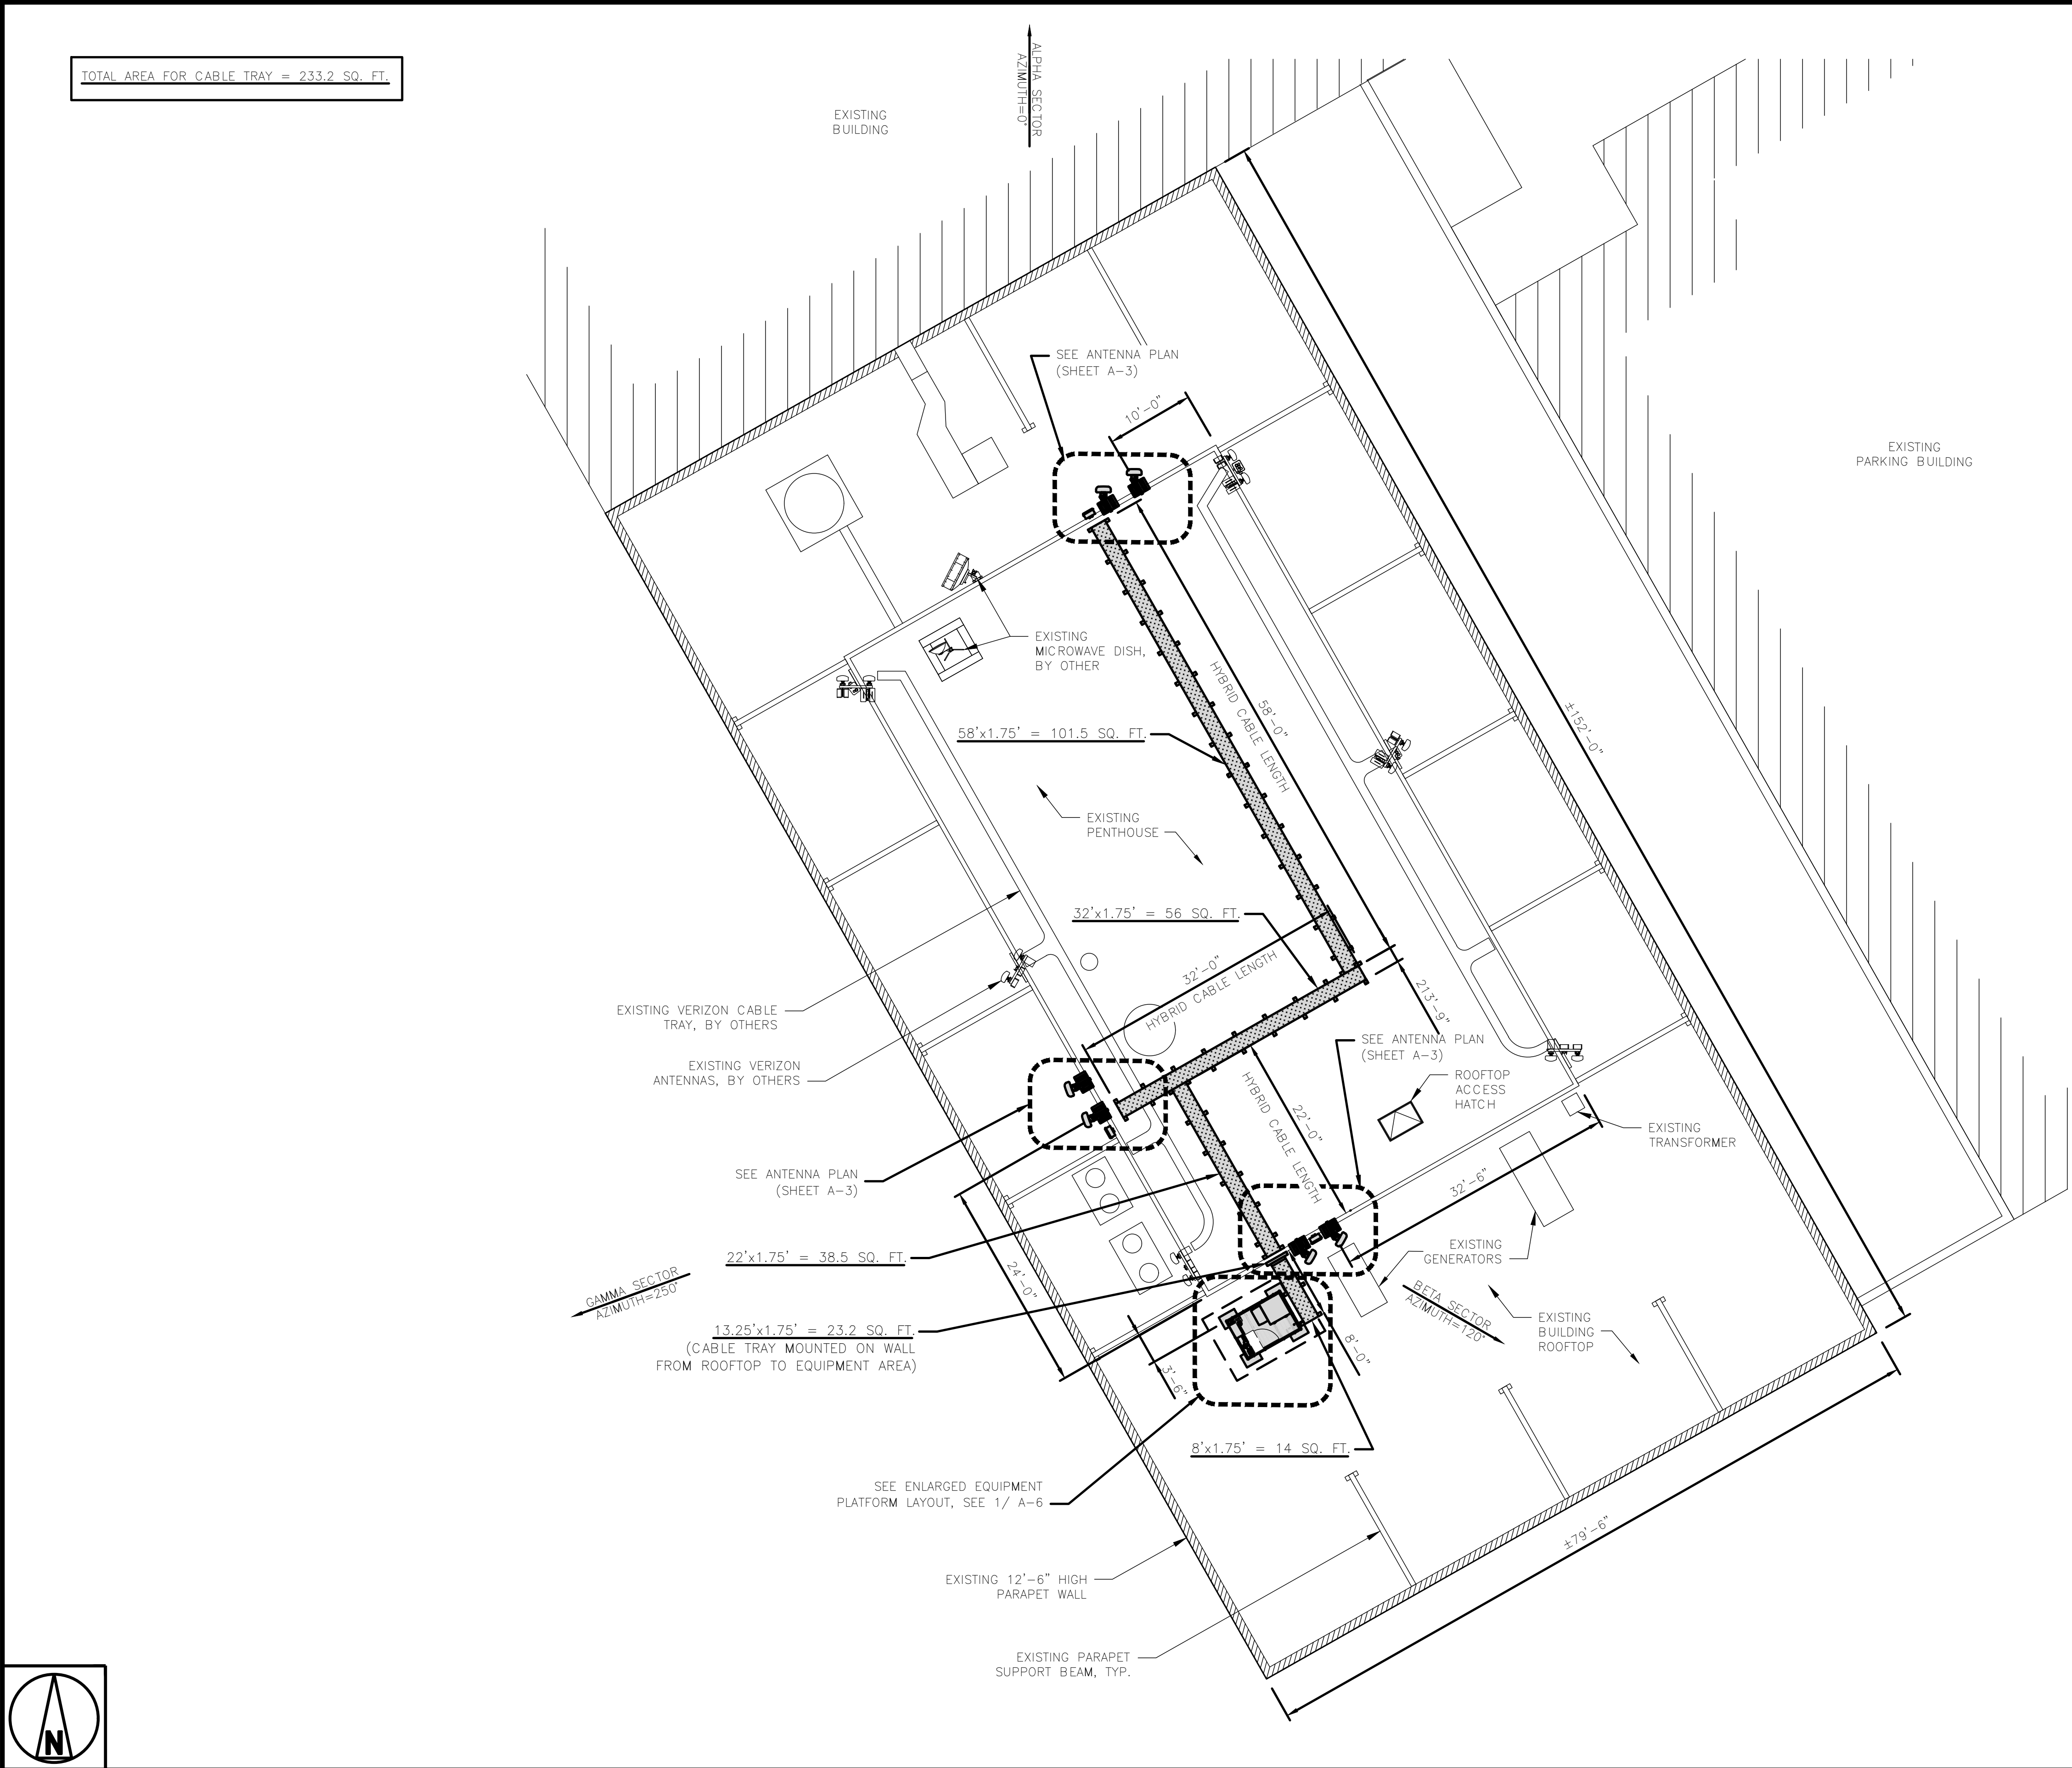 TOTAL AREA FOR CABLE TRAY = 233.2 SQ. FT.
ALPHA SECTOR
AZIMUTH=0°
EXISTING
BUILDING
SEE ANTENNA PLAN
(SHEET A-3)
10'-0"
EXISTING
PARKING BUILDING
EXISTING
MICROWAVE DISH,
BY OTHER
58'-0"
HYBRID CABLE LENGTH
±152'-0"
58'x1.75' = 101.5 SQ. FT.
EXISTING
PENTHOUSE
32'x1.75' = 56 SQ. FT.
32'-0"
HYBRID CABLE LENGTH
213'-9"
EXISTING VERIZON CABLE
TRAY, BY OTHERS
EXISTING VERIZON
ANTENNAS, BY OTHERS
SEE ANTENNA PLAN
(SHEET A-3)
ROOFTOP
ACCESS
HATCH
22'-0"
HYBRID CABLE LENGTH
EXISTING
TRANSFORMER
SEE ANTENNA PLAN
(SHEET A-3)
32'-6"
22'x1.75' = 38.5 SQ. FT.
EXISTING
GENERATORS
24'-0"
GAMMA SECTOR
AZIMUTH=250°
BETA SECTOR
AZIMUTH=120°
EXISTING
BUILDING
ROOFTOP
13.25'x1.75' = 23.2 SQ. FT.
(CABLE TRAY MOUNTED ON WALL
FROM ROOFTOP TO EQUIPMENT AREA)
8'-0"
3'-6"
8'x1.75' = 14 SQ. FT.
SEE ENLARGED EQUIPMENT
PLATFORM LAYOUT, SEE 1/ A-6
±79'-6"
EXISTING 12'-6" HIGH
PARAPET WALL
EXISTING PARAPET
SUPPORT BEAM, TYP.
N